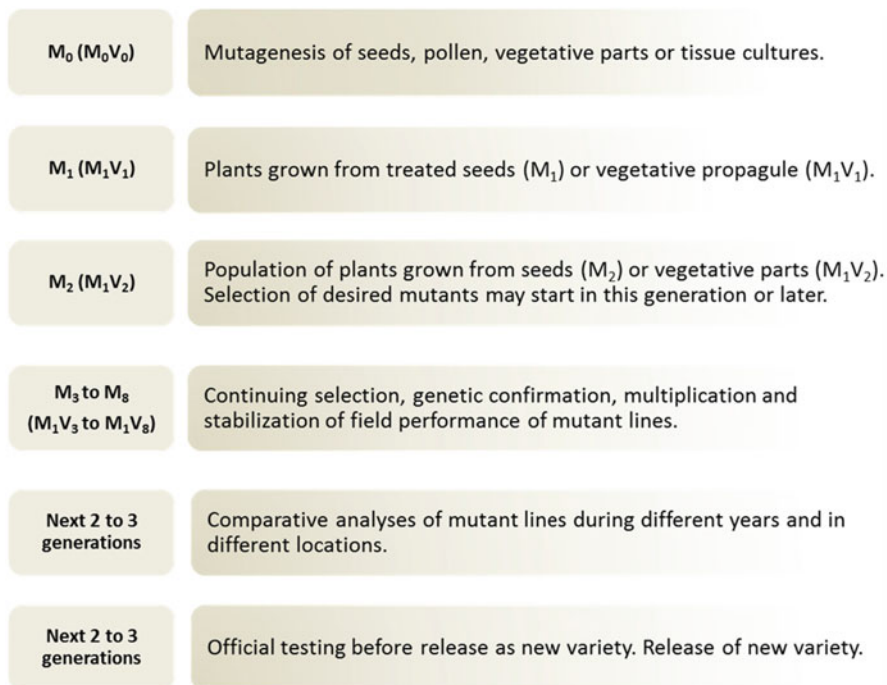 M₀ (M₀V₀)
Mutagenesis of seeds, pollen, vegetative parts or tissue cultures.
M₁ (M₁V₁)
Plants grown from treated seeds (M₁) or vegetative propagule (M₁V₁).
M₂ (M₁V₂)
Population of plants grown from seeds (M₂) or vegetative parts (M₁V₂).
Selection of desired mutants may start in this generation or later.
M₃ to M₈
(M₁V₃ to M₁V₈)
Continuing selection, genetic confirmation, multiplication and
stabilization of field performance of mutant lines.
Next 2 to 3
generations
Comparative analyses of mutant lines during different years and in
different locations.
Next 2 to 3
generations
Official testing before release as new variety. Release of new variety.